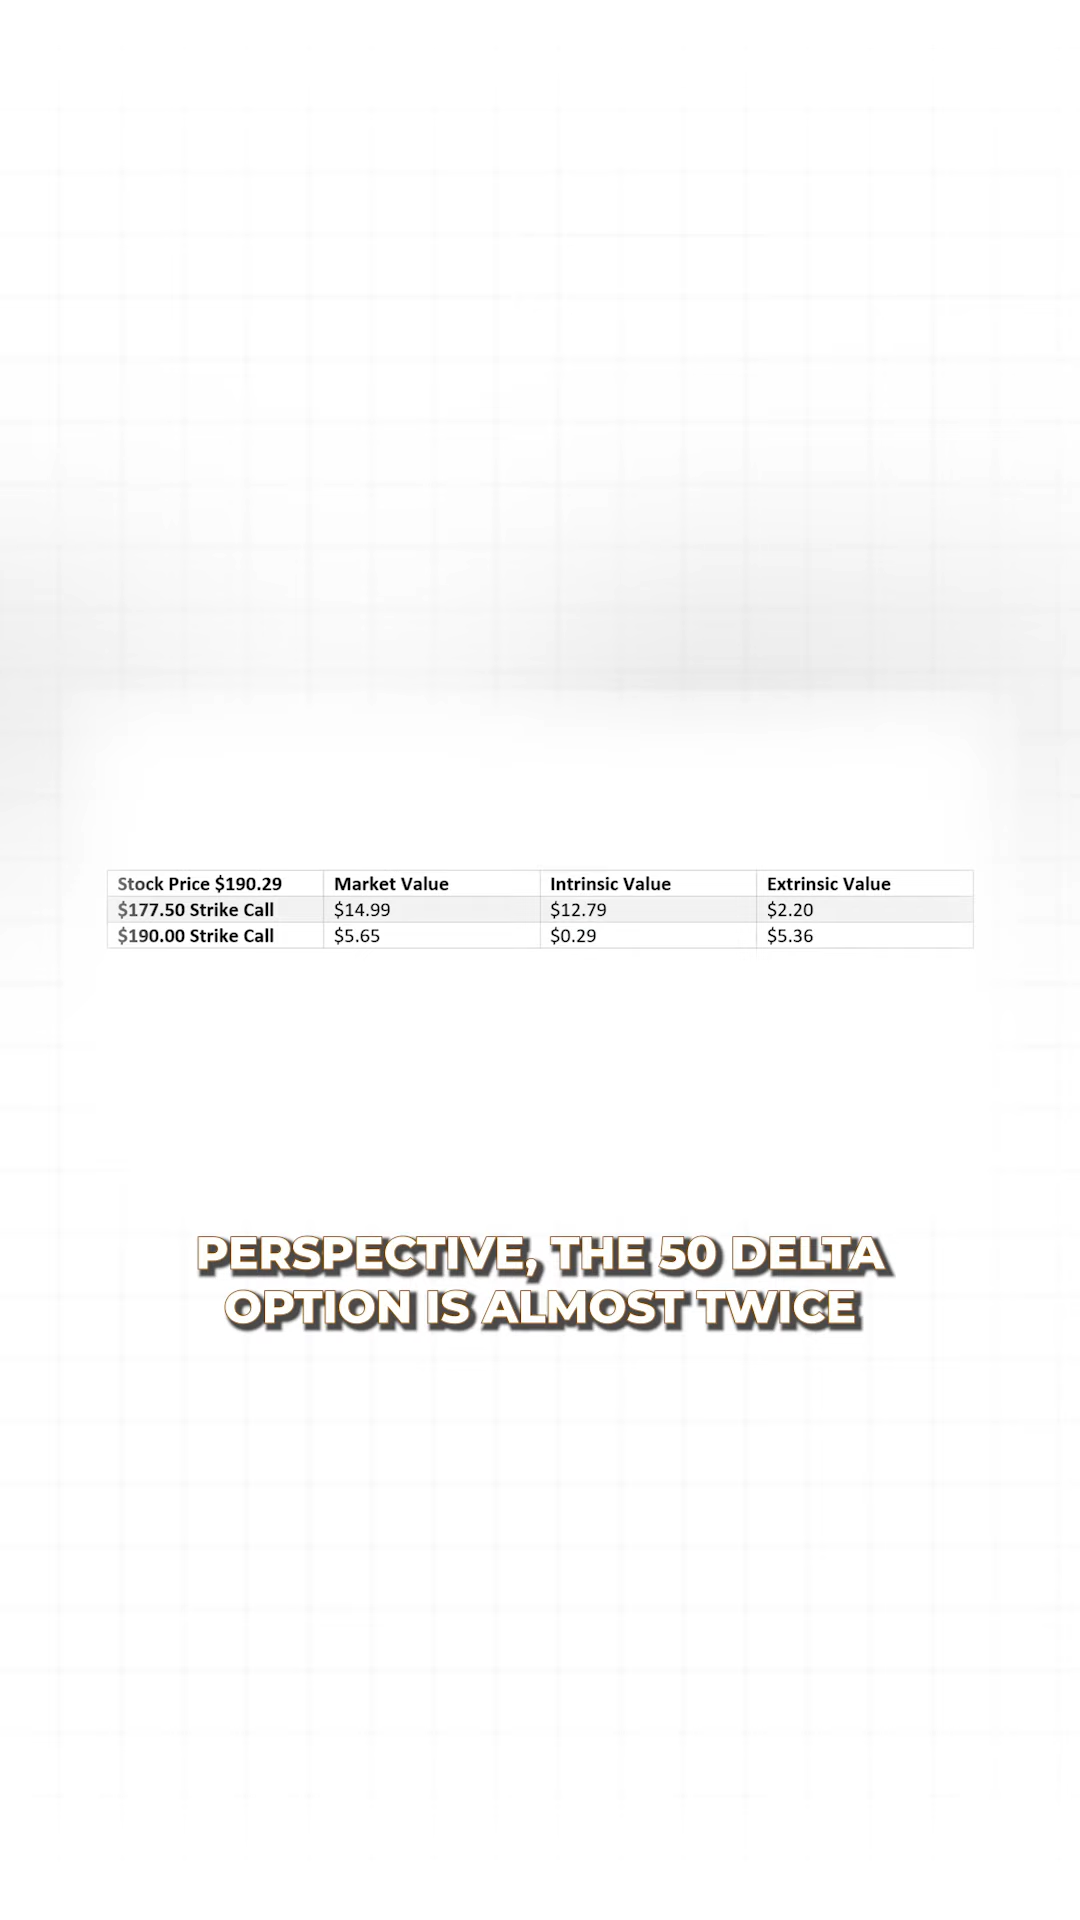 Stock Price $190.29 Market Value Intrinsic Value Extrinsic Value
$177.50 Strike Call $14.99 $12.79 $2.20
$190.00 Strike Call $5.65 $0.29 $5.36
PERSPECTIVE, THE 50 DELTA
OPTION IS ALMOST TWICE